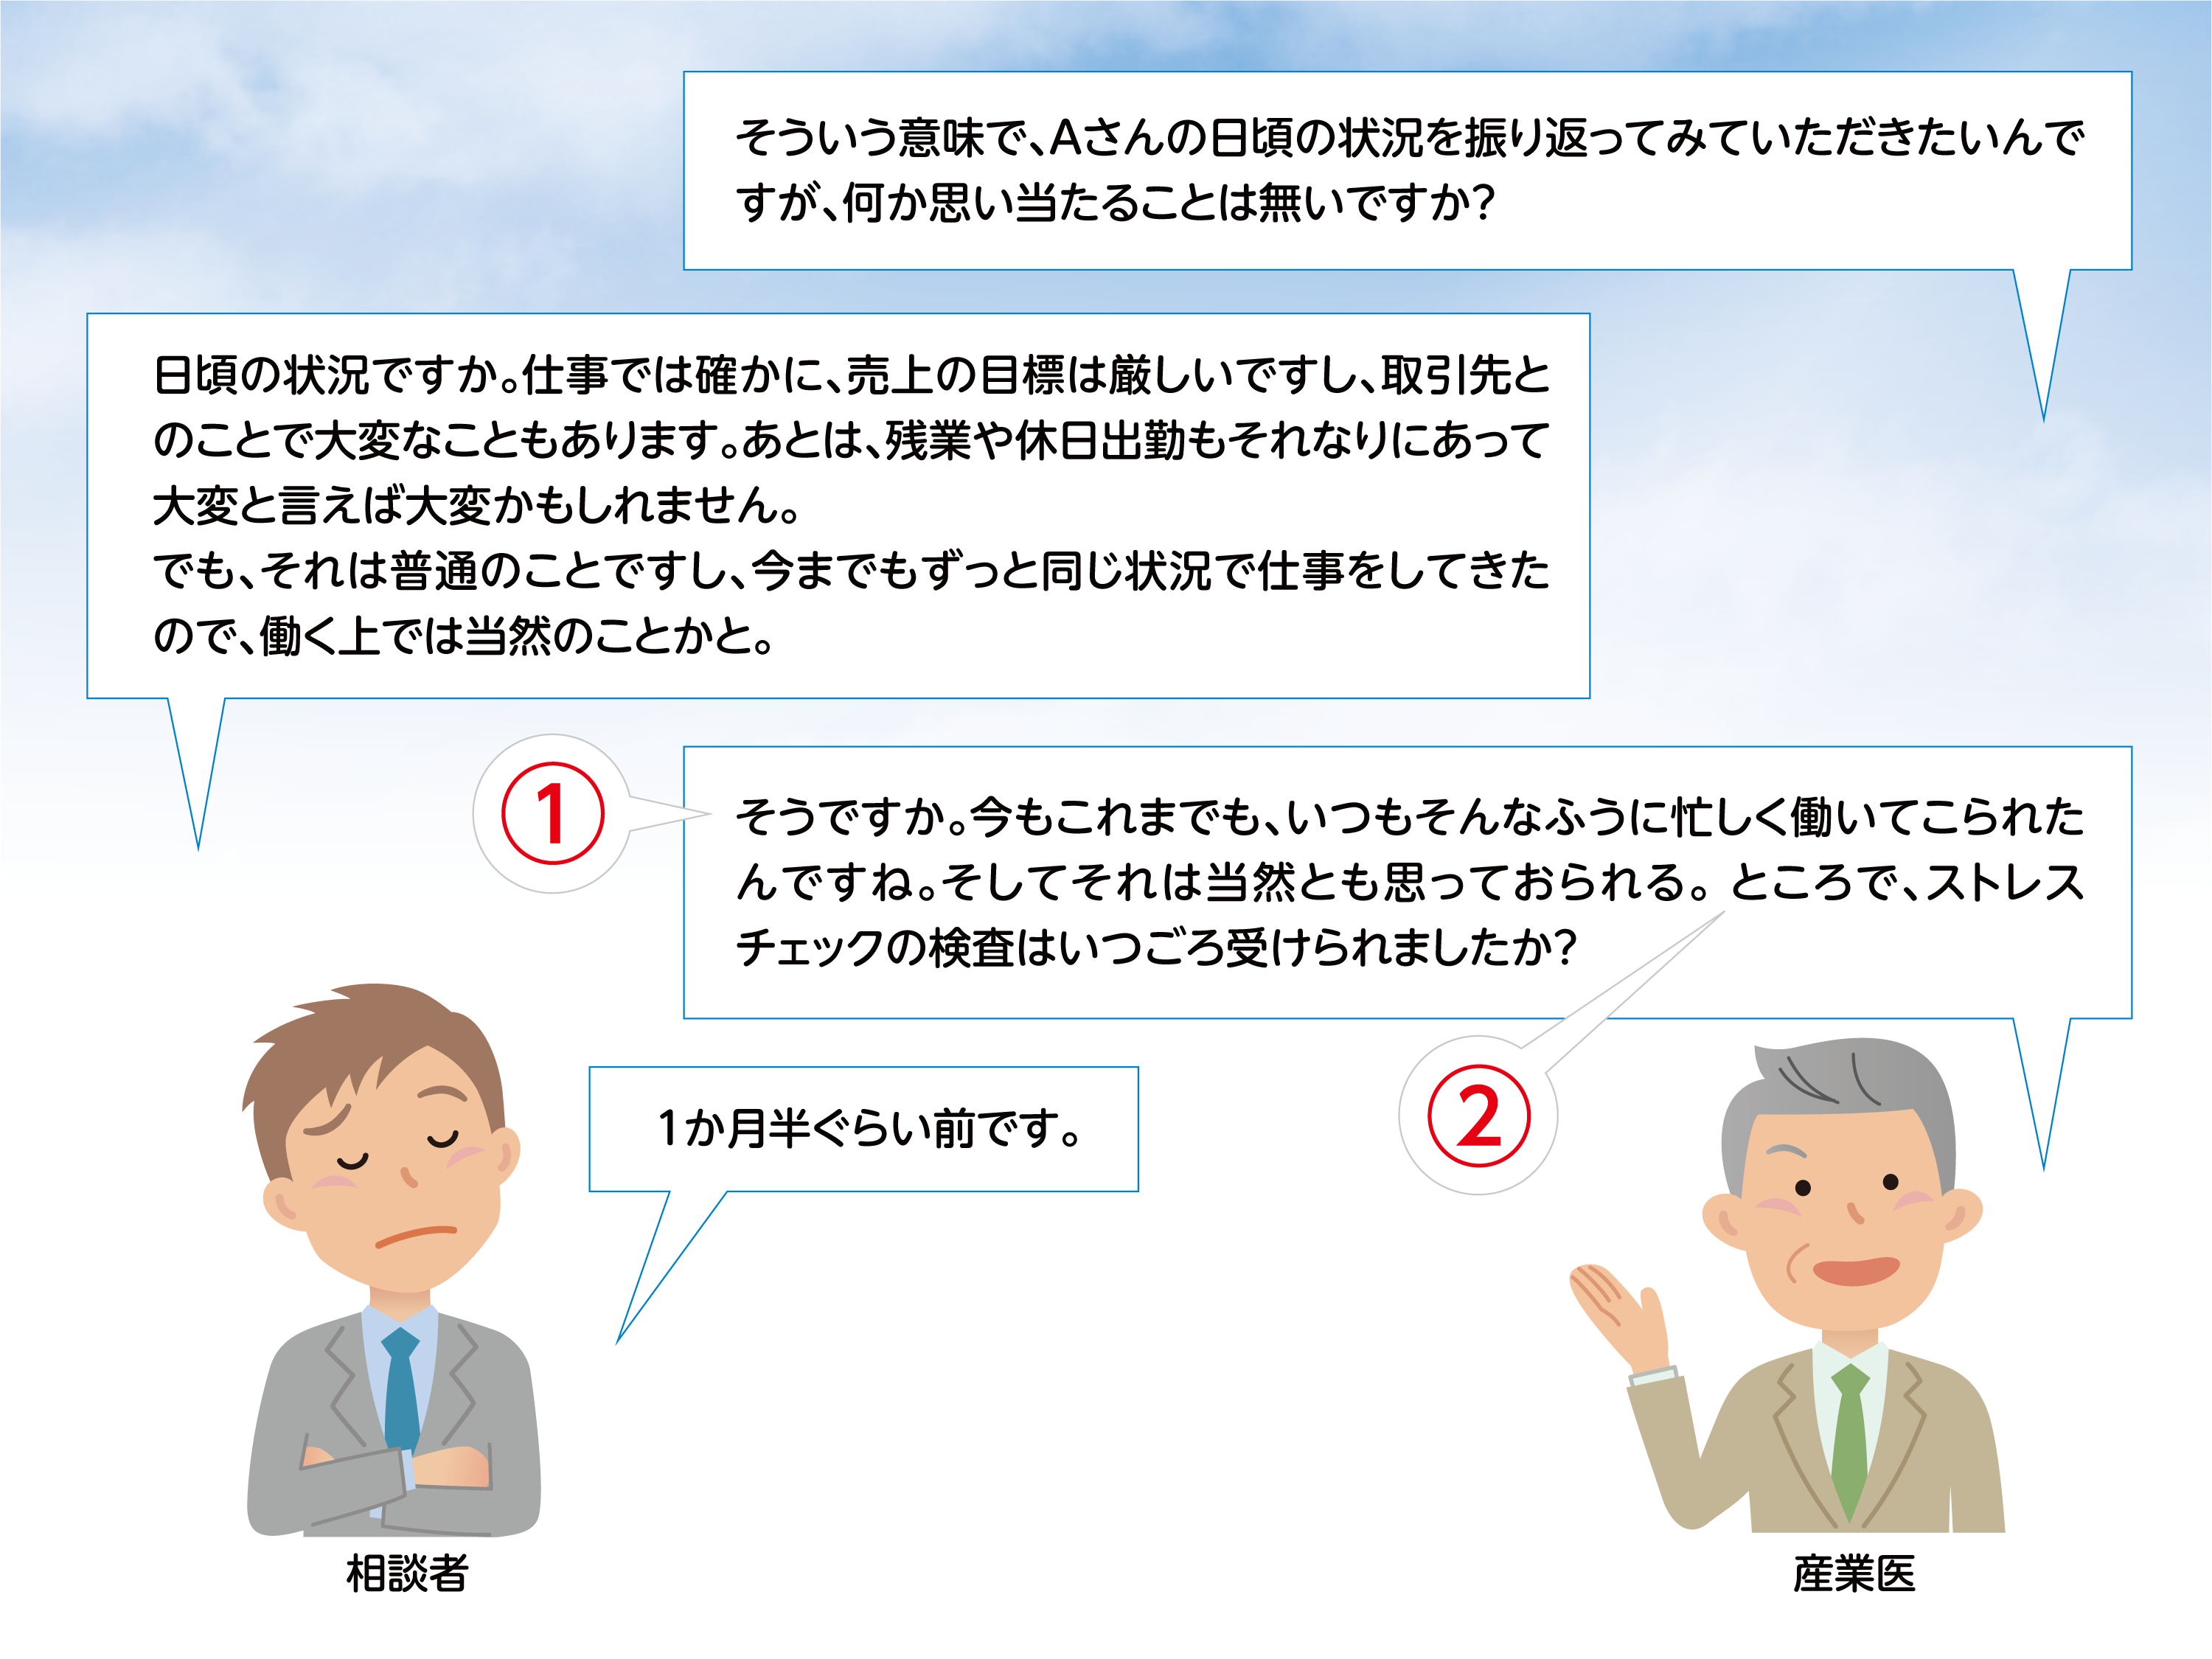 そういう意味で、Aさんの日頃の状況を振り返ってみていただきたいんで
すが、何か思い当たることは無いですか?
日頃の状況ですか。仕事では確かに、売上の目標は厳しいですし、取引先と
のことで大変なこともあります。あとは、残業や休日出勤もそれなりにあって
大変と言えば大変かもしれません。
でも、それは普通のことですし、今までもずっと同じ状況で仕事をしてきた
ので、働く上では当然のことかと。
①
そうですか。今もこれまでも、いつもそんなふうに忙しく働いてこられた
んですね。そしてそれは当然とも思っておられる。ところで、ストレス
チェックの検査はいつごろ受けられましたか?
②
1か月半ぐらい前です。
相談者
産業医